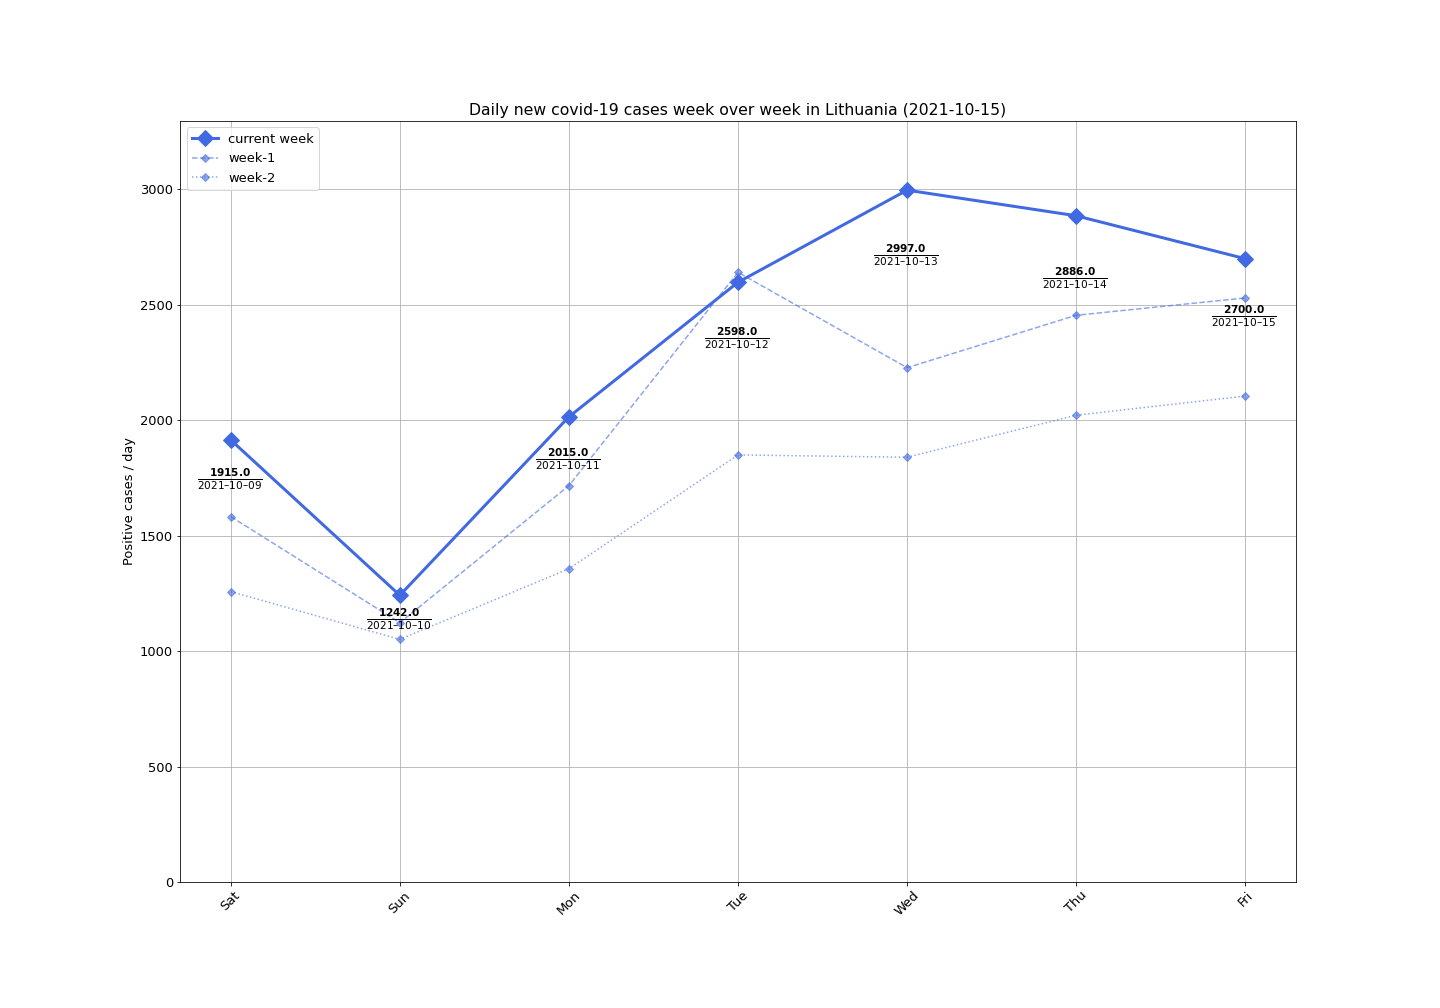 Daily new covid-19 cases week over week in Lithuania (2021-10-15)
current week
week-1
week-2
3000
2500
2000
1500
1000
500
0
Positive cases / day
1915.0
2021–10–09
1242.0
2021–10–10
2015.0
2021–10–11
2598.0
2021–10–12
2997.0
2021–10–13
2886.0
2021–10–14
2700.0
2021–10–15
Sat
Sun
Mon
Tue
Wed
Thu
Fri